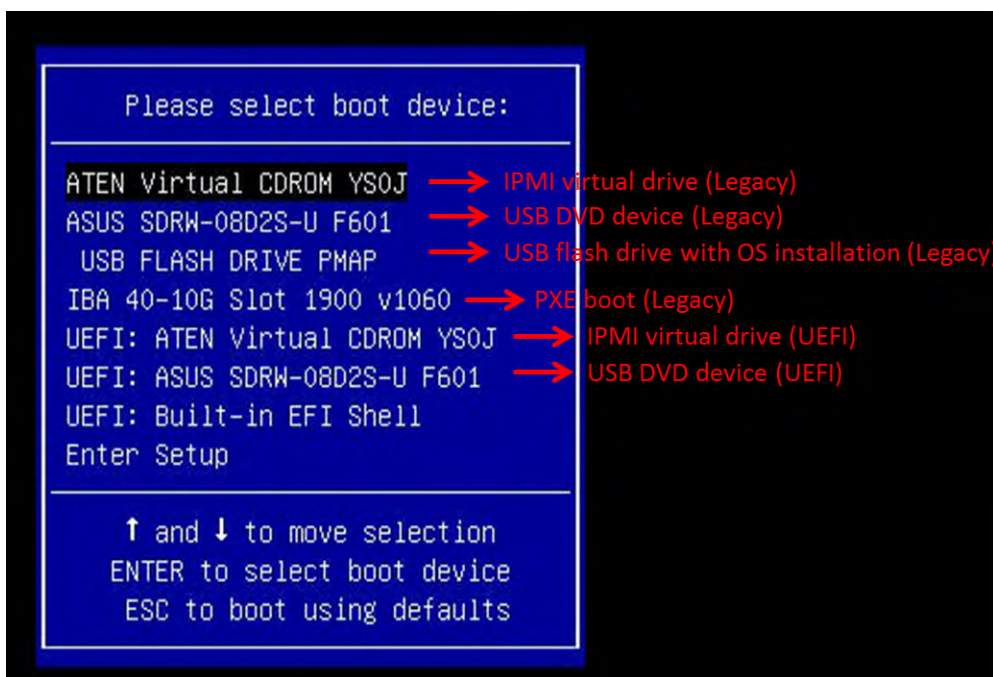 Please select boot device:
ATEN Virtual CDROM YS0J → IPMI virtual drive (Legacy)
ASUS SDRW-08D2S-U F601 → USB DVD device (Legacy)
USB FLASH DRIVE PMAP → USB flash drive with OS installation (Legacy)
IBA 40-10G Slot 1900 v1060 → PXE boot (Legacy)
UEFI: ATEN Virtual CDROM YS0J → IPMI virtual drive (UEFI)
UEFI: ASUS SDRW-08D2S-U F601 → USB DVD device (UEFI)
UEFI: Built-in EFI Shell
Enter Setup
↑ and ↓ to move selection
ENTER to select boot device
ESC to boot using defaults